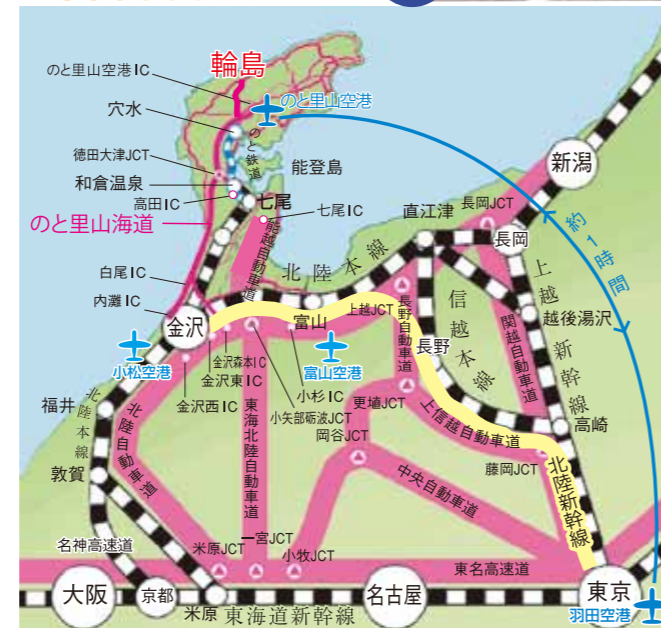 輪島
のと里山空港IC
のと里山空港
穴水
のと鉄道
徳田大津JCT
能登島
和倉温泉
高田IC
七尾
七尾IC
のと里山海道
能越自動車道
直江津
長岡JCT
新潟
長岡
約1時間
北陸本線
白尾IC
内灘IC
金沢
富山
上越JCT
長野自動車道
信越本線
長野
上越新幹線
越後湯沢
関越自動車道
小松空港
金沢森本IC
金沢東IC
金沢西IC
富山空港
小杉IC
小矢部砺波JCT
更埴JCT
岡谷JCT
上信越自動車道
高崎
藤岡JCT
北陸新幹線
福井
北陸本線
北陸自動車道
東海北陸自動車道
敦賀
中央自動車道
名神高速道
米原JCT
一宮JCT
小牧JCT
東名高速道
大阪
京都
米原
東海道新幹線
名古屋
東京
羽田空港